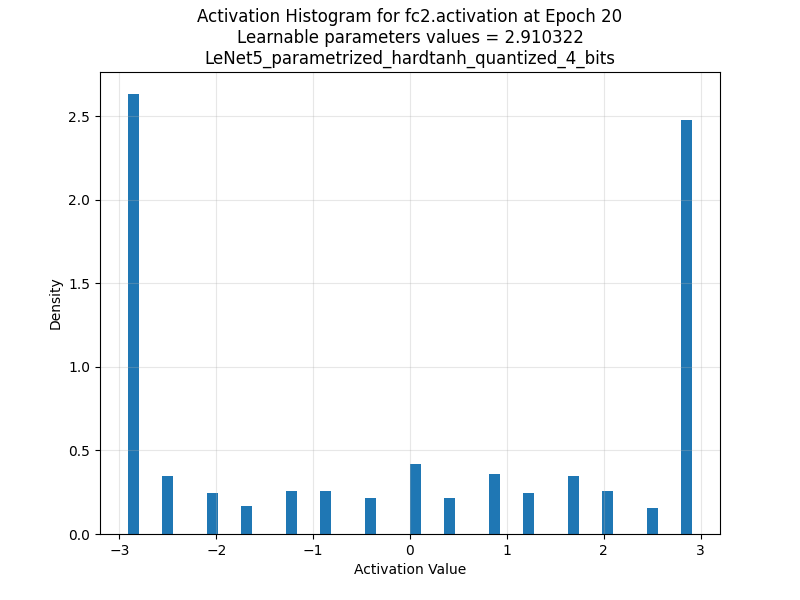 Activation Histogram for fc2.activation at Epoch 20
Learnable parameters values = 2.910322
LeNet5_parametrized_hardtanh_quantized_4_bits
Density
2.5
2.0
1.5
1.0
0.5
0.0
−3 −2 −1 0 1 2 3
Activation Value